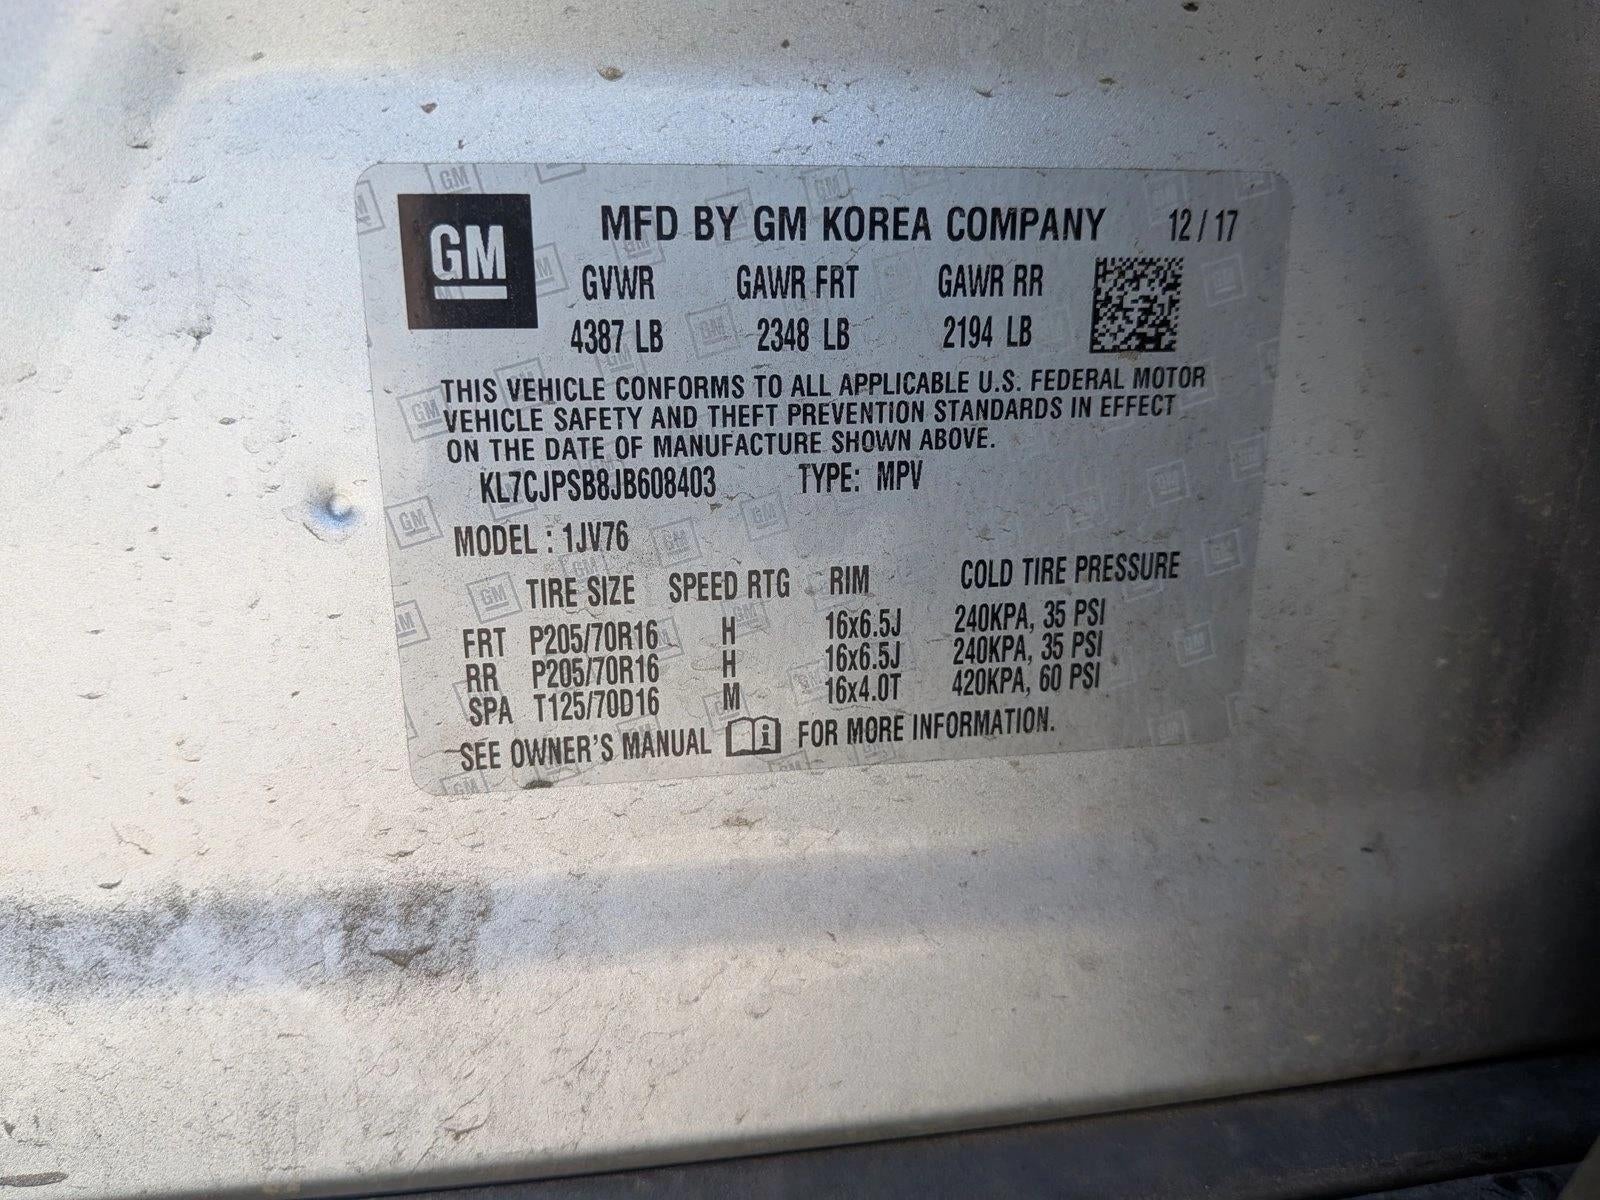 GM
MFD BY GM KOREA COMPANY 12/17
GVWR GAWR FRT GAWR RR
4387 LB 2348 LB 2194 LB
THIS VEHICLE CONFORMS TO ALL APPLICABLE U.S. FEDERAL MOTOR
VEHICLE SAFETY AND THEFT PREVENTION STANDARDS IN EFFECT
ON THE DATE OF MANUFACTURE SHOWN ABOVE.
KL7CJPSB8JB608403 TYPE: MPV
MODEL : 1JV76
TIRE SIZE SPEED RTG RIM COLD TIRE PRESSURE
FRT P205/70R16 H 16x6.5J 240KPA, 35 PSI
RR P205/70R16 H 16x6.5J 240KPA, 35 PSI
SPA T125/70D16 M 16x4.0T 420KPA, 60 PSI
SEE OWNER'S MANUAL i FOR MORE INFORMATION.